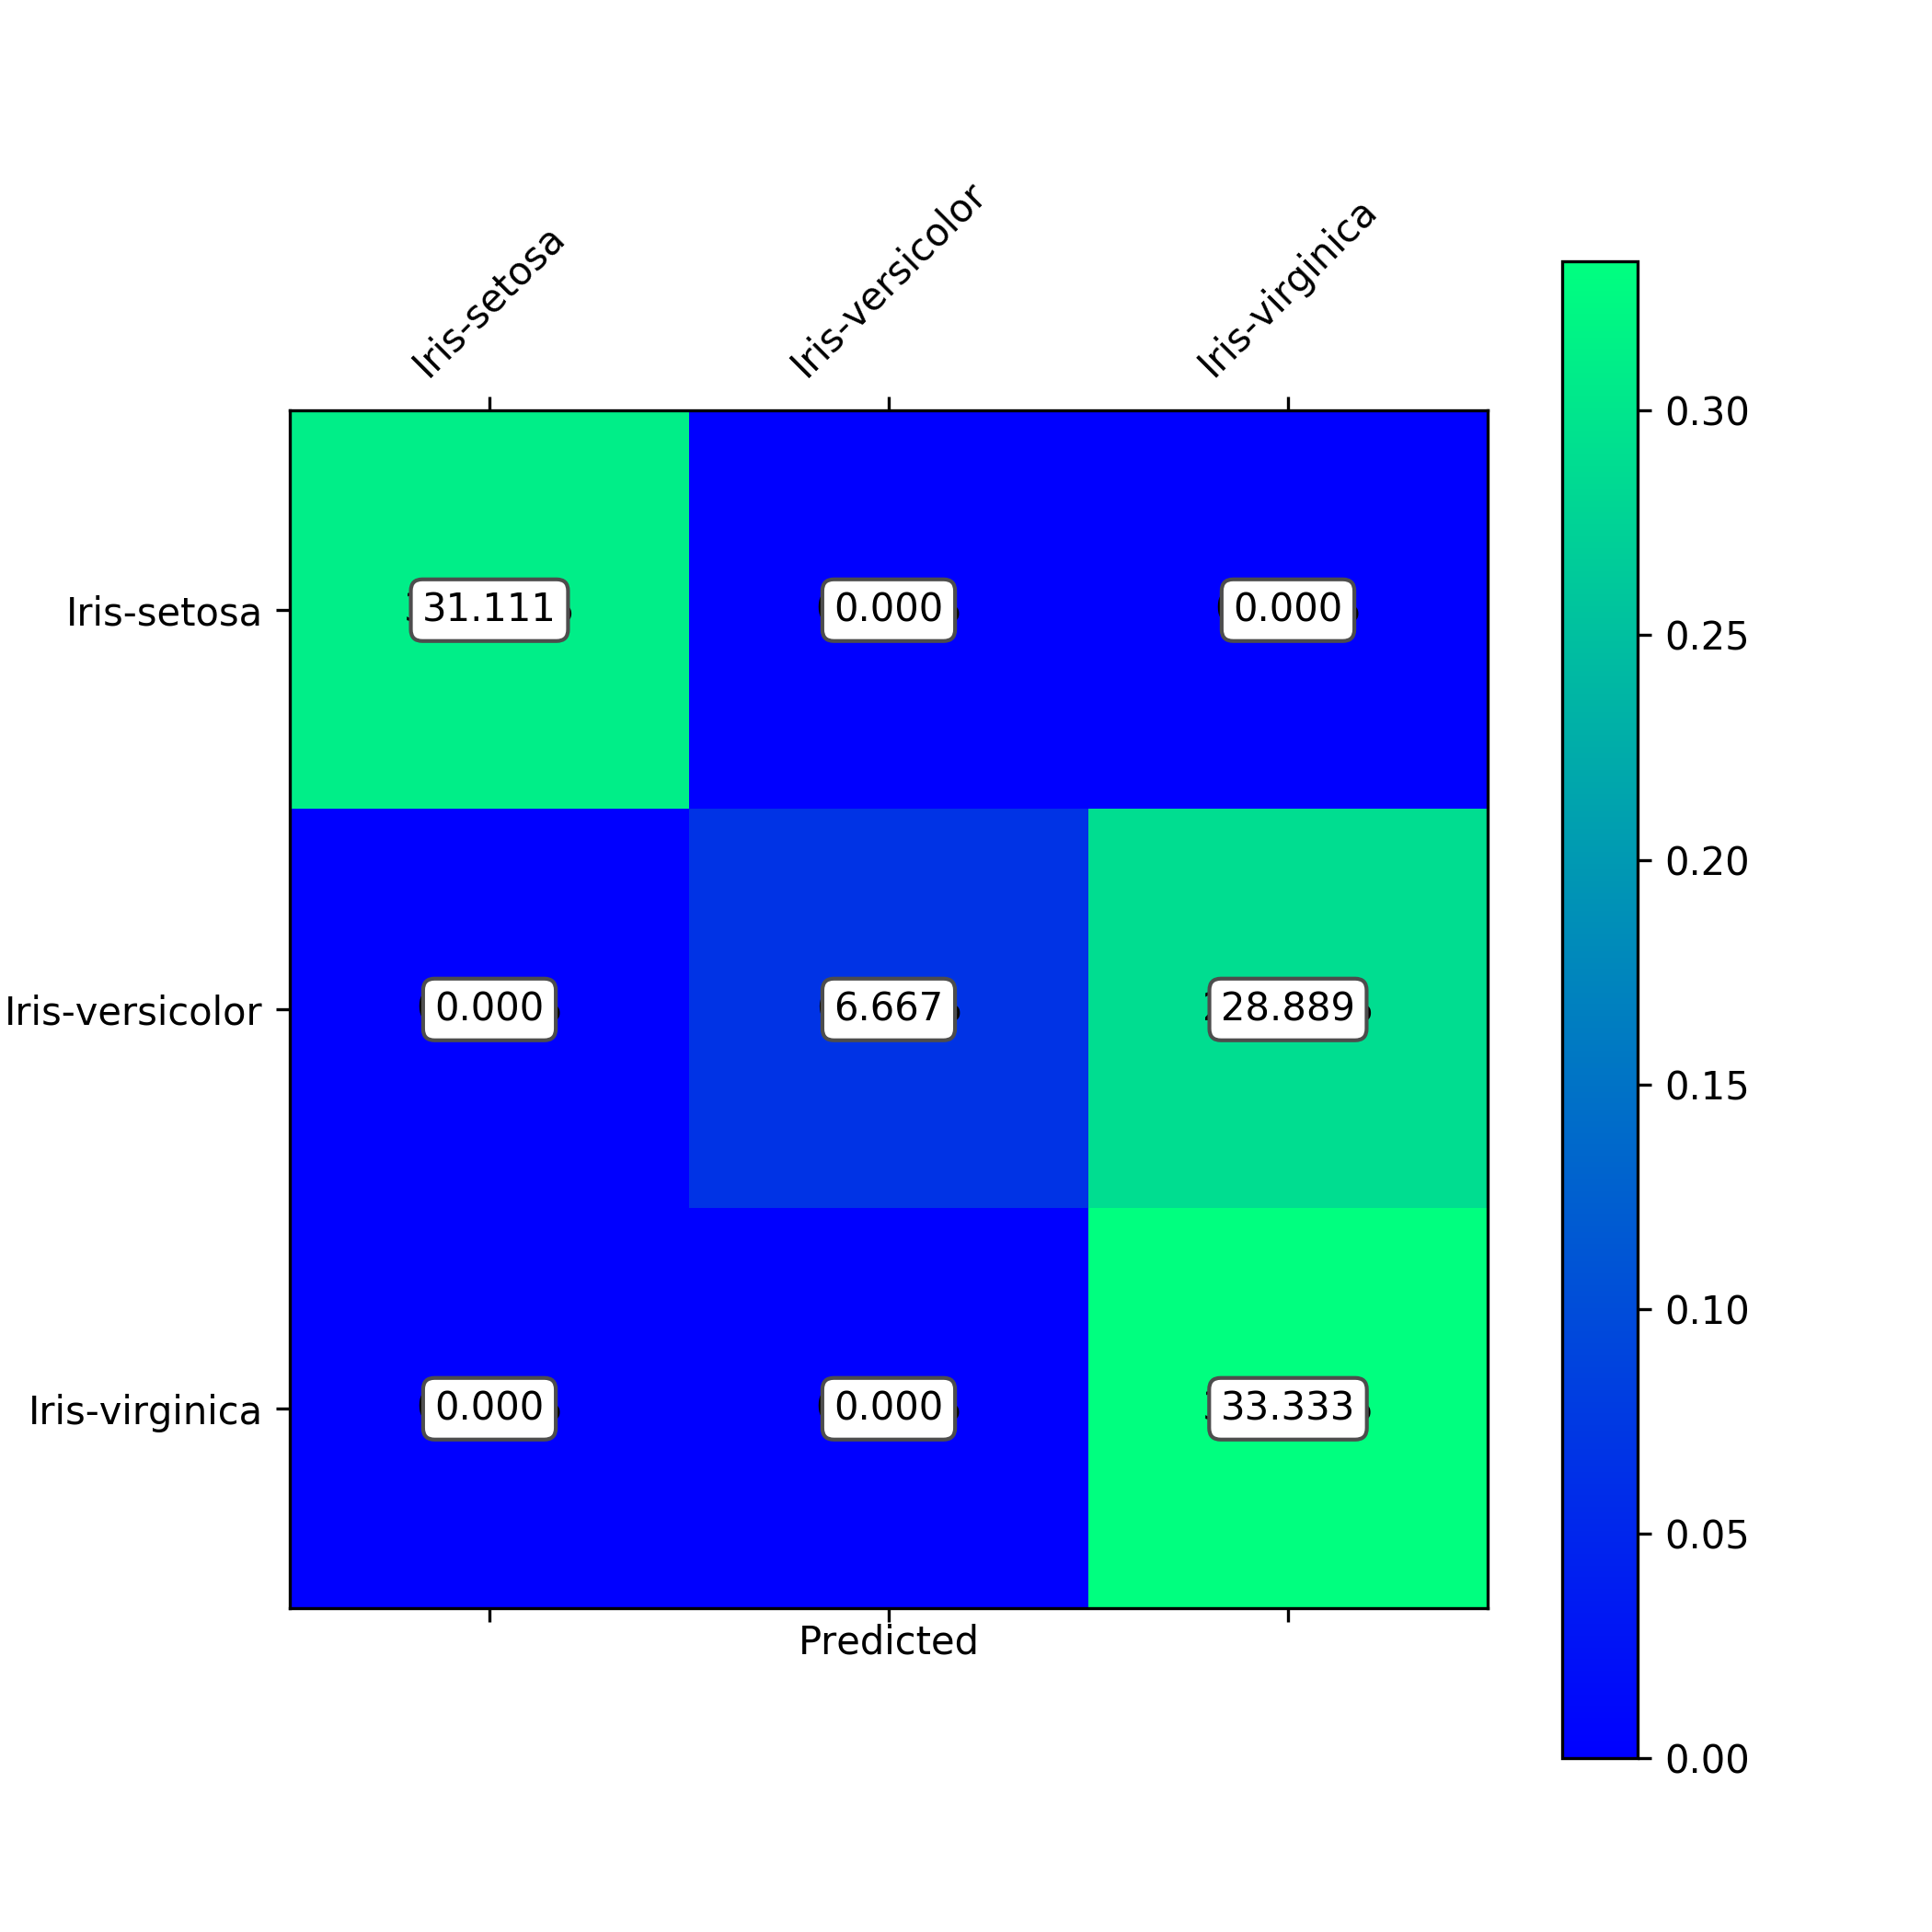 Iris-setosa
Iris-versicolor
Iris-virginica
0.30
Iris-setosa 31.111 0.000 0.000
0.25
0.20
Iris-versicolor 0.000 6.667 28.889
0.15
0.10
Iris-virginica 0.000 0.000 33.333
0.05
Predicted
0.00